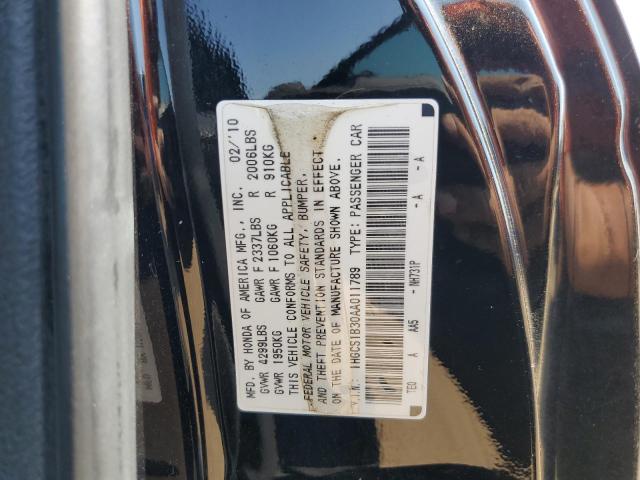 MFD. BY HONDA OF AMERICA MFG., INC. 02/'10
GVWR 4299LBS GAWR F 2337LBS R 2006LBS
GVWR 1950KG GAWR F 1060KG R 910KG
THIS VEHICLE CONFORMS TO ALL APPLICABLE
FEDERAL MOTOR VEHICLE SAFETY, BUMPER,
AND THEFT PREVENTION STANDARDS IN EFFECT
ON THE DATE OF MANUFACTURE SHOWN ABOVE.
V.I.N.: 1HGCS1B30AA011789 TYPE: PASSENGER CAR
TE0 A AA5 - NH731P - A - A